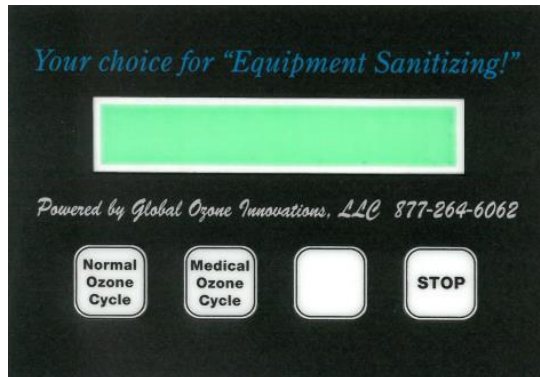 Your choice for “Equipment Sanitizing!”
Powered by Global Ozone Innovations, LLC 877-264-6062
Normal
Ozone
Cycle
Medical
Ozone
Cycle
STOP